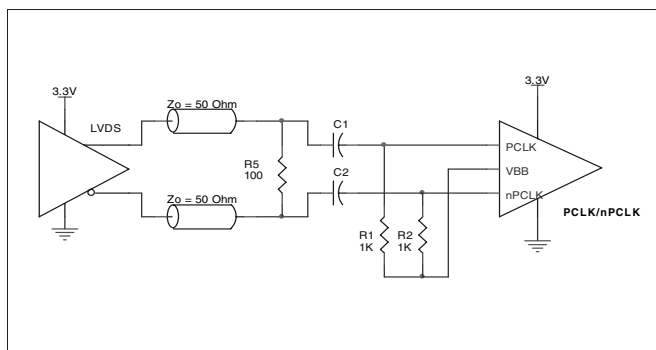 3.3V
LVDS
Zo = 50 Ohm
Zo = 50 Ohm
R5
100
C1
C2
R1
1K
R2
1K
3.3V
PCLK
VBB
nPCLK
PCLK/nPCLK